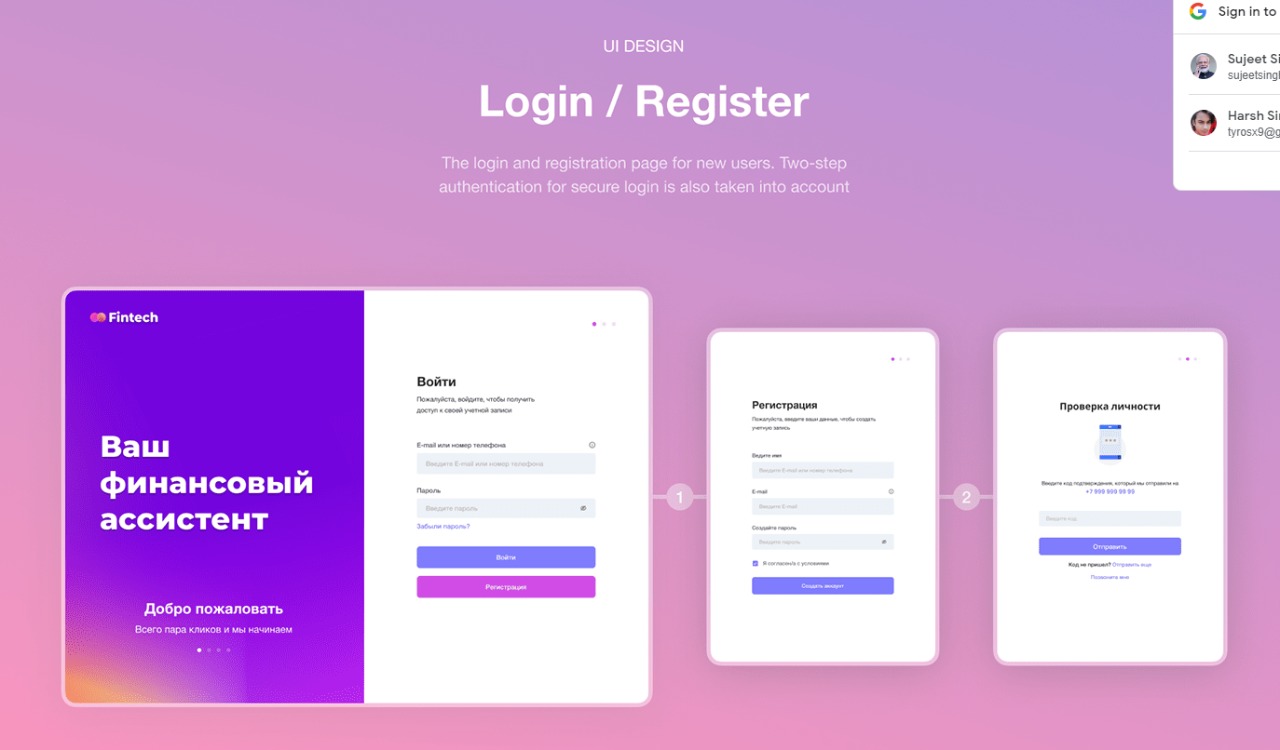 UI DESIGN
Login / Register
The login and registration page for new users. Two-step
authentication for secure login is also taken into account
Sign in to
Sujeet
sujeetsingh
Harsh
tyrosx9@g
Fintech
Ваш
финансовый
ассистент
Добро пожаловать
Всего пара кликов и мы начинаем
Войти
Пожалуйста, войдите, чтобы получить
доступ к своей учетной записи
E-mail или номер телефона
Введите E-mail или номер телефона
Пароль
Введите пароль
Забыли пароль?
Войти
Регистрация
1
Регистрация
Пожалуйста, введите ваши данные, чтобы создать
учетную запись
Ведите имя
Введите E-mail или номер телефона
E-mail
Введите E-mail
Создайте пароль
Введите пароль
Я согласен/а с условиями
Создать аккаунт
2
Проверка личности
Введите код подтверждения, который мы отправили на
+7 999 909 99 99
Введите код
Отправить
Код не пришел? Отправить еще
Позвоните мне